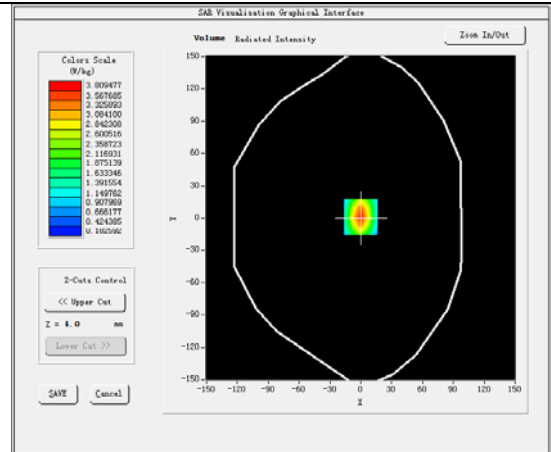 SAR Visualisation Graphical Interface
Volume Radiated Intensity
Zoom In/Out
Colors Scale
(W/kg)
3.809477
3.567685
3.325893
3.084100
2.842308
2.600516
2.358723
2.116931
1.875139
1.633346
1.391554
1.149762
0.907969
0.666177
0.424385
Z-Cuts Control
<< Upper Cut
Z = 4.0 mm
Lower Cut >>
SAVE
Cancel
150
120
90
60
30
0
-30
-60
-90
-120
-150
Y
-150 -120 -90 -60 -30 0 30 60 90 120 150
X